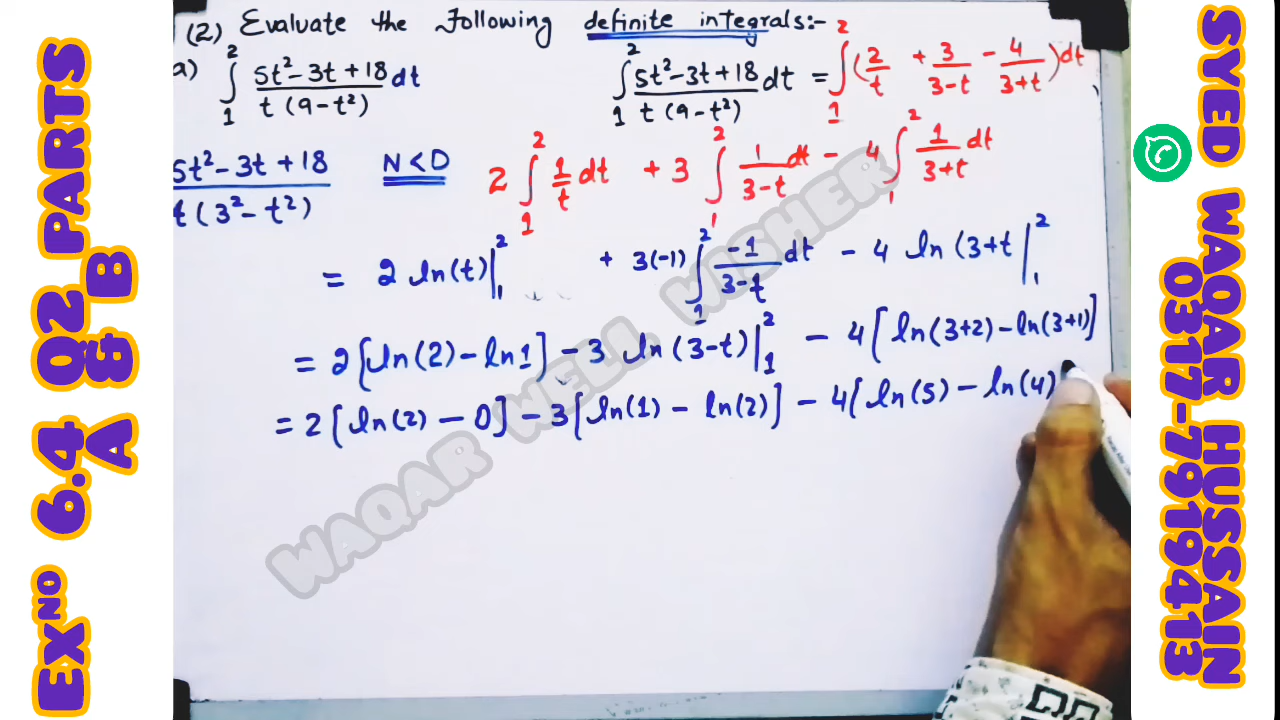 (2) Evaluate the Following definite integrals:-
a) ∫₁² (5t²-3t+18)/(t(9-t²)) dt
∫₁² (5t²-3t+18)/(t(9-t²)) dt = ∫₁² (2/t + 3/(3-t) - 4/(3+t)) dt
(5t²-3t+18)/(t(3²-t²)) N<D
2 ∫₁² 1/t dt + 3 ∫₁² 1/(3-t) dt - 4 ∫₁² 1/(3+t) dt
= 2 ln(t)|₁² + 3(-1) ∫₁² -1/(3-t) dt - 4 ln(3+t|₁²
= 2[ln(2)-ln1] - 3 ln(3-t)|₁² - 4[ln(3+2)-ln(3+1)]
= 2[ln(2)-0] - 3[ln(1)-ln(2)] - 4[ln(5)-ln(4)
WAQAR WELL WISHER
EXᴺᴼ 6.4 Q2 PARTS
A & B
SYED WAQAR HUSSAIN
0317-7919413